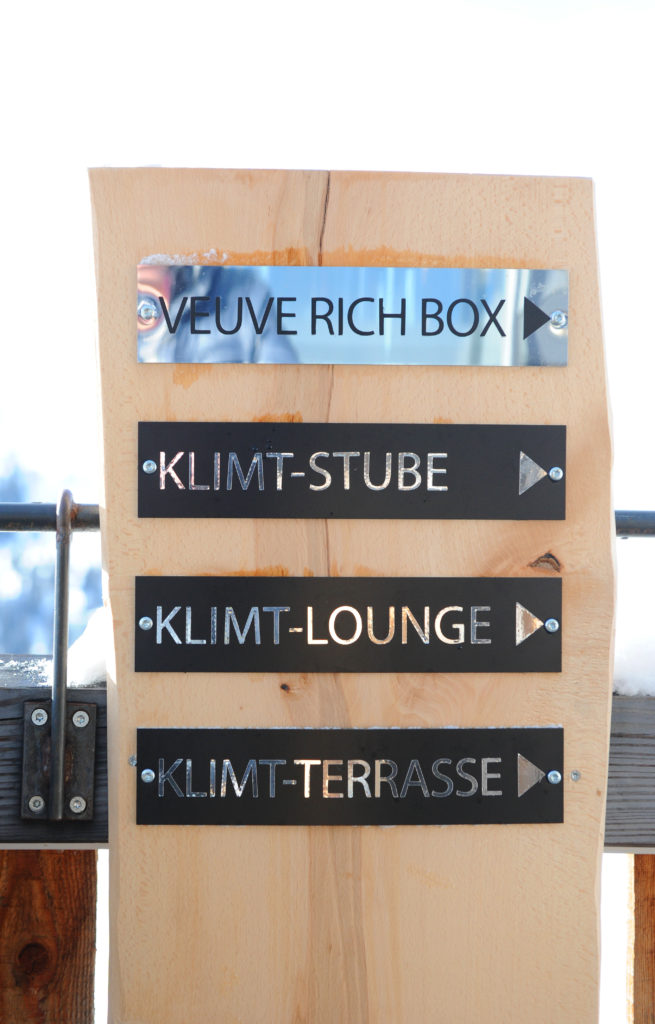 VEUVE RICH BOX
KLIMT-STUBE
KLIMT-LOUNGE
KLIMT-TERRASSE